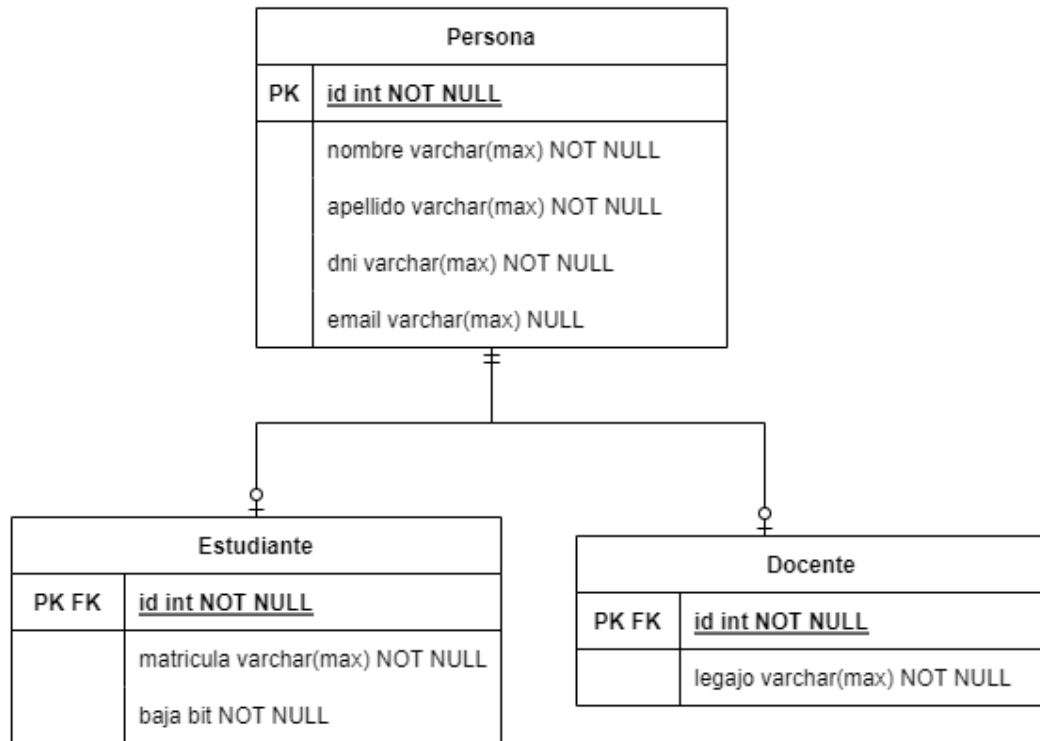 Persona
PK id int NOT NULL
nombre varchar(max) NOT NULL
apellido varchar(max) NOT NULL
dni varchar(max) NOT NULL
email varchar(max) NULL
Estudiante
PK FK id int NOT NULL
matricula varchar(max) NOT NULL
baja bit NOT NULL
Docente
PK FK id int NOT NULL
legajo varchar(max) NOT NULL